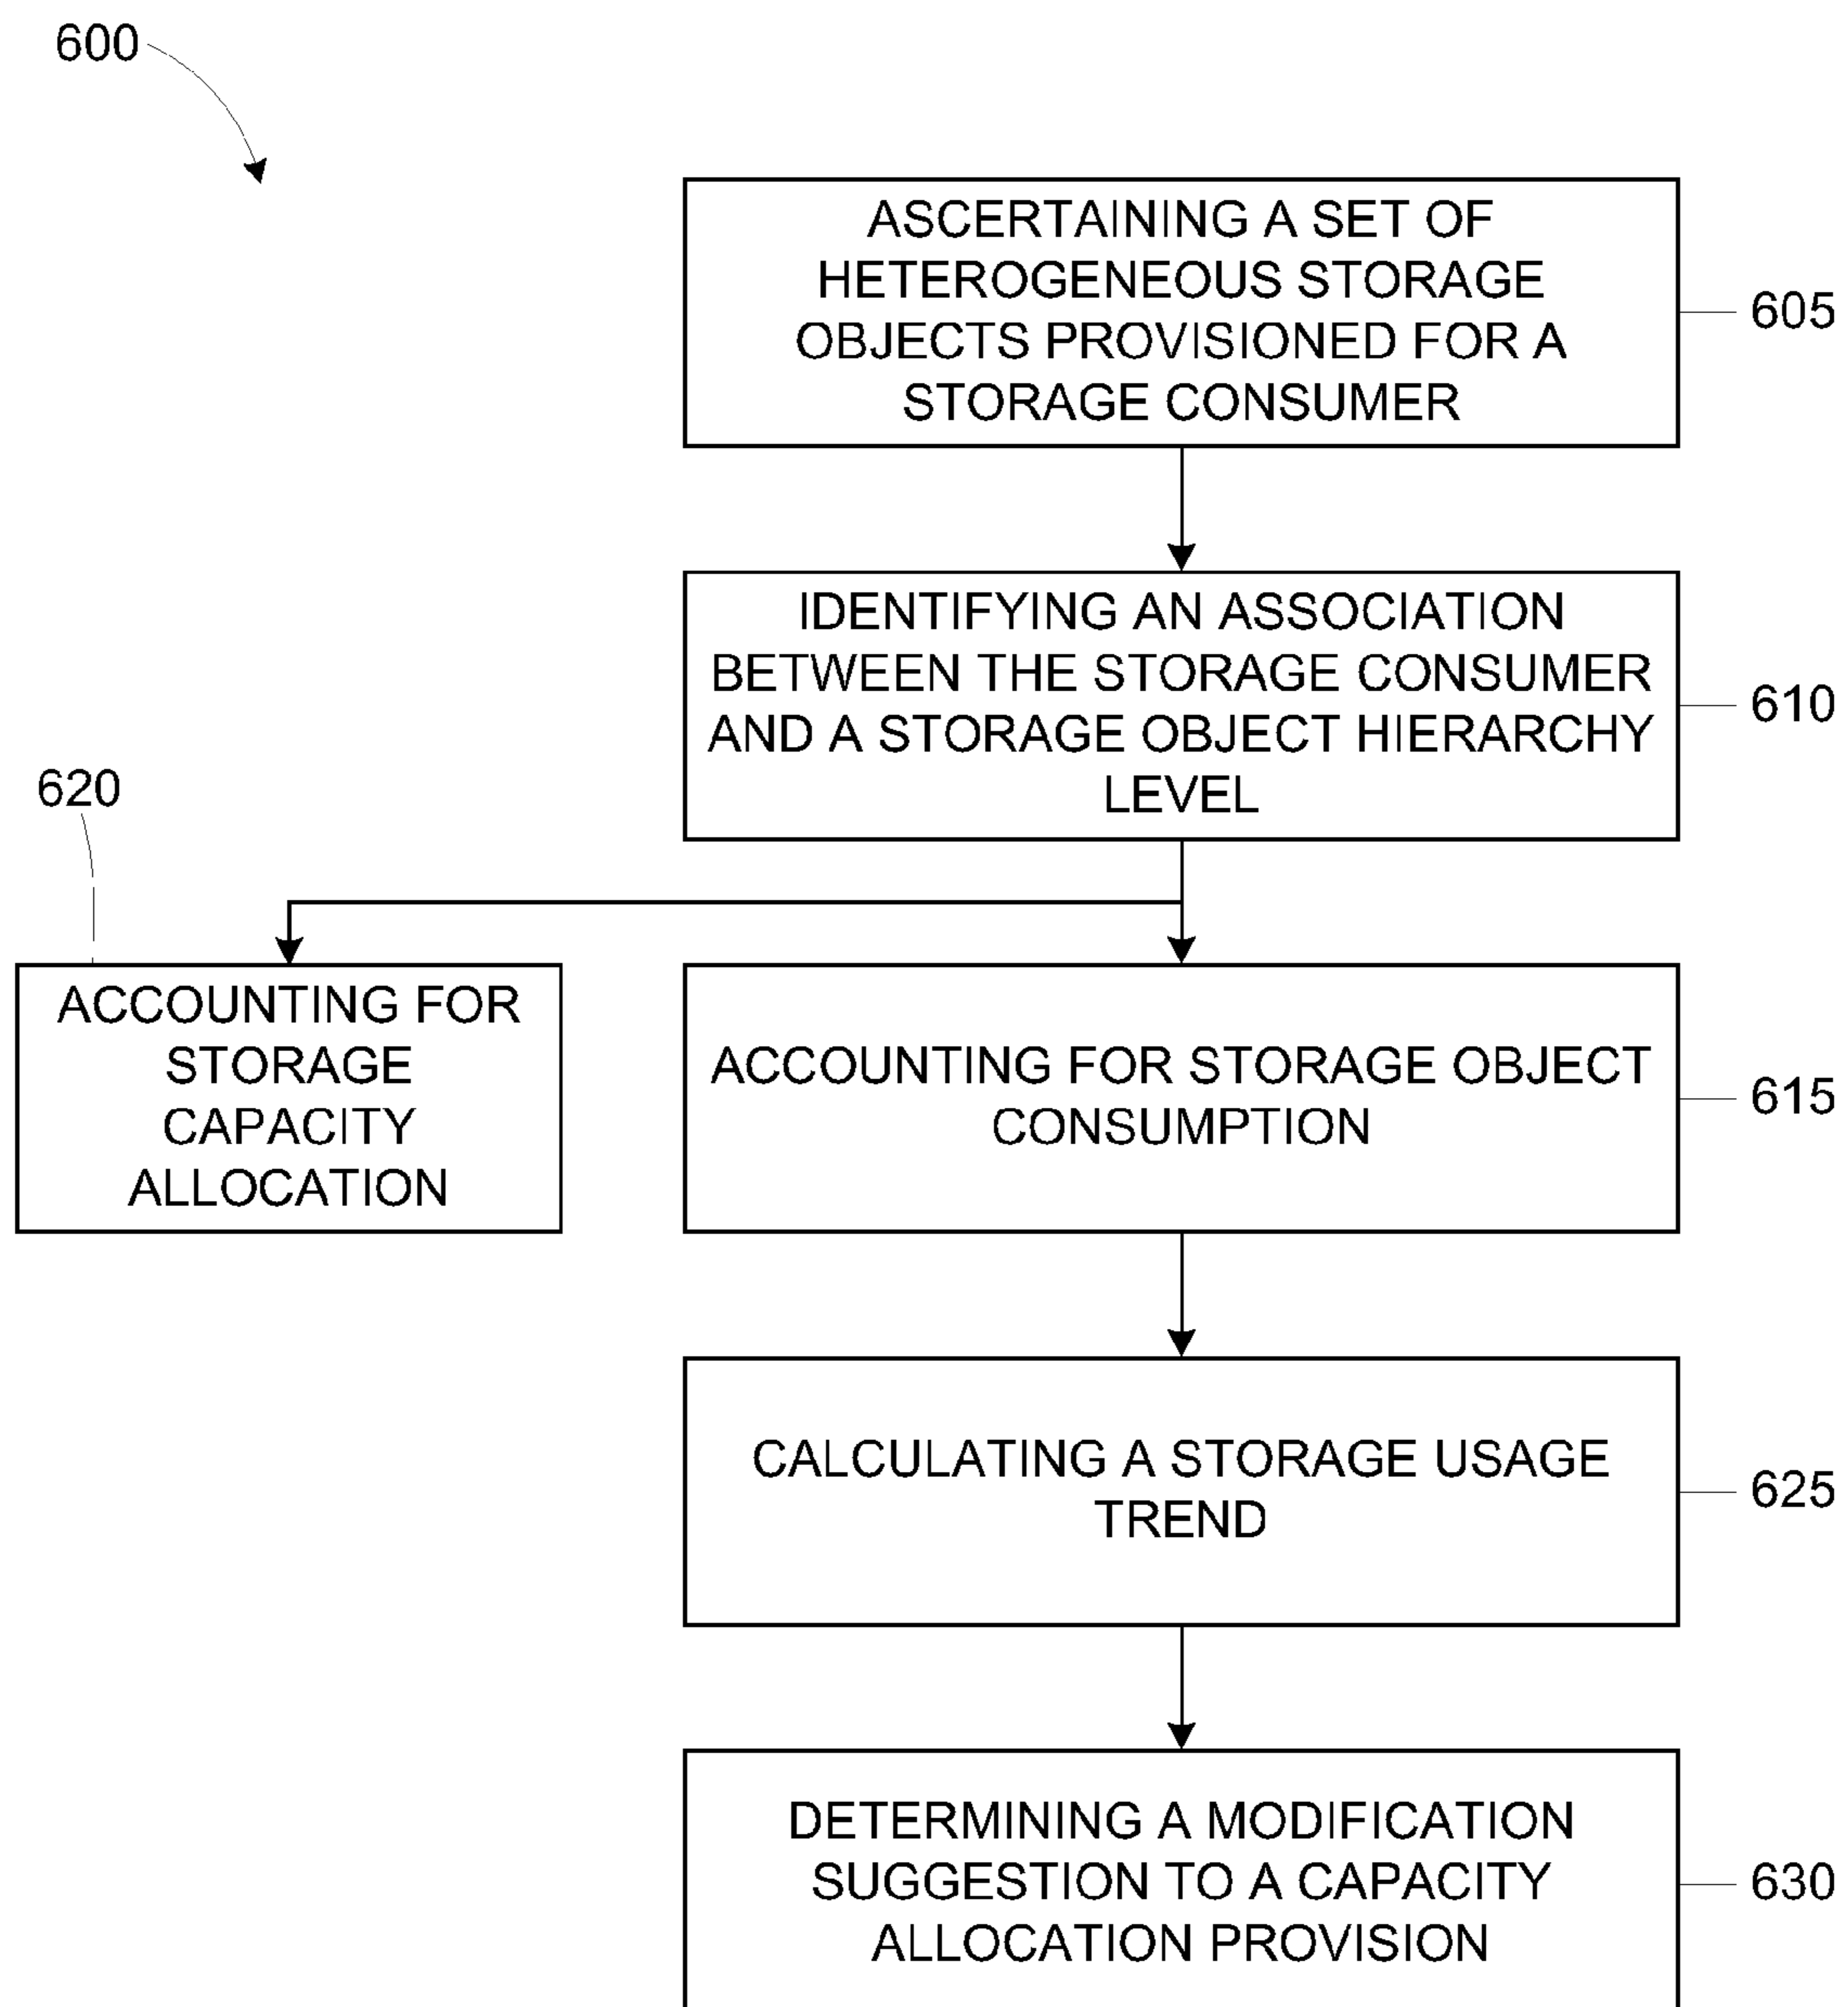 600
ASCERTAINING A SET OF
HETEROGENEOUS STORAGE
OBJECTS PROVISIONED FOR A
STORAGE CONSUMER
605
IDENTIFYING AN ASSOCIATION
BETWEEN THE STORAGE CONSUMER
AND A STORAGE OBJECT HIERARCHY
LEVEL
610
620
ACCOUNTING FOR
STORAGE
CAPACITY
ALLOCATION
ACCOUNTING FOR STORAGE OBJECT
CONSUMPTION
615
CALCULATING A STORAGE USAGE
TREND
625
DETERMINING A MODIFICATION
SUGGESTION TO A CAPACITY
ALLOCATION PROVISION
630